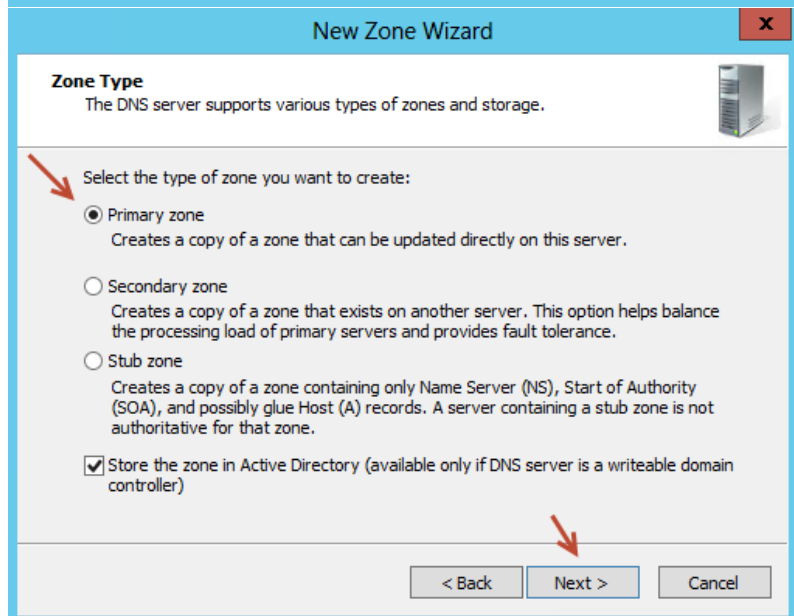 New Zone Wizard
x
Zone Type
The DNS server supports various types of zones and storage.
Select the type of zone you want to create:
Primary zone
Creates a copy of a zone that can be updated directly on this server.
Secondary zone
Creates a copy of a zone that exists on another server. This option helps balance
the processing load of primary servers and provides fault tolerance.
Stub zone
Creates a copy of a zone containing only Name Server (NS), Start of Authority
(SOA), and possibly glue Host (A) records. A server containing a stub zone is not
authoritative for that zone.
Store the zone in Active Directory (available only if DNS server is a writeable domain
controller)
< Back Next > Cancel